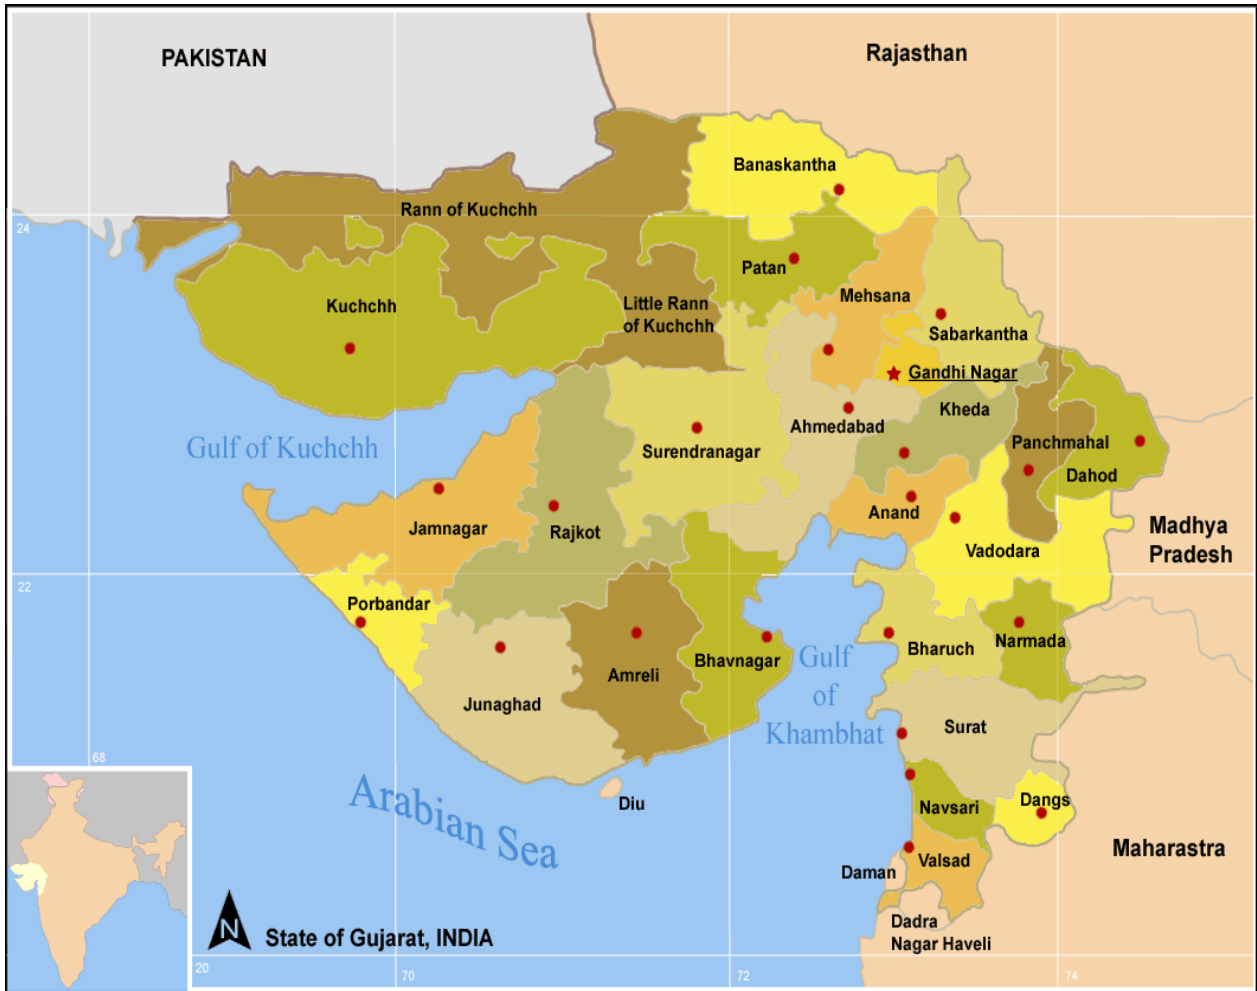 PAKISTAN
Rajasthan
Banaskantha
Rann of Kuchchh
24
Patan
Mehsana
Kuchchh
Little Rann
of Kuchchh
Sabarkantha
Gandhi Nagar
Kheda
Ahmedabad
Gulf of Kuchchh
Surendranagar
Panchmahal
Dahod
Anand
Jamnagar
Rajkot
Madhya
Pradesh
Vadodara
22
Porbandar
Narmada
Bharuch
Gulf
of
Khambhat
Bhavnagar
Amreli
Junaghad
Surat
68
Arabian Sea
Diu
Navsari
Dangs
Maharastra
Valsad
Daman
Dadra
Nagar Haveli
N
State of Gujarat, INDIA
20
70
72
74